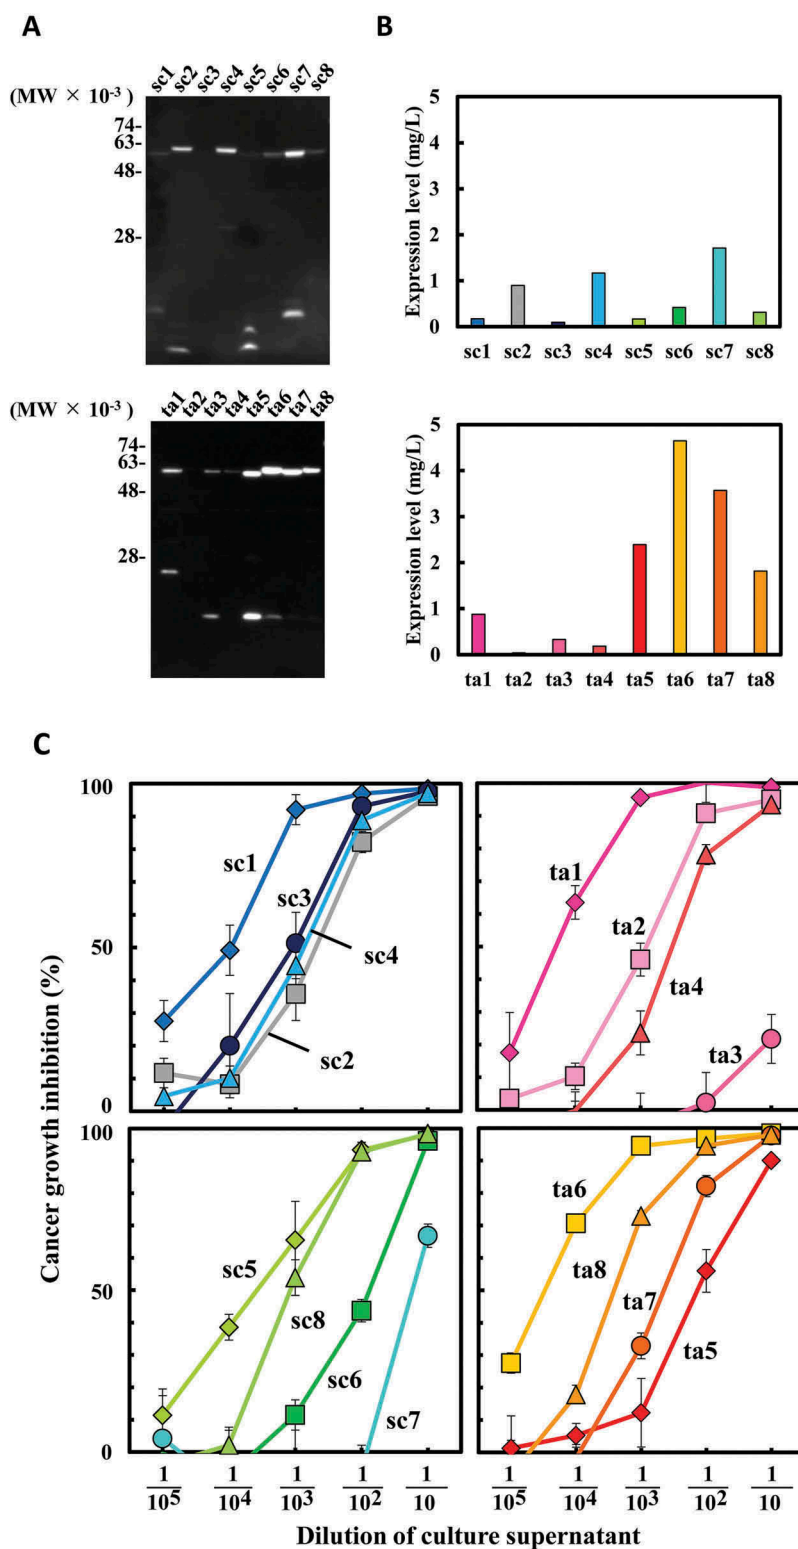 A
sc1 sc2 sc3 sc4 sc5 sc6 sc7 sc8
(MW × 10-3)
74-
63-
48-
28-
B
Expression level (mg/L)
5
4
3
2
1
0
sc1 sc2 sc3 sc4 sc5 sc6 sc7 sc8
ta1 ta2 ta3 ta4 ta5 ta6 ta7 ta8
(MW × 10-3)
74-
63-
48-
28-
Expression level (mg/L)
5
4
3
2
1
0
ta1 ta2 ta3 ta4 ta5 ta6 ta7 ta8
C
Cancer growth inhibition (%)
100
50
0
sc1
sc3
sc4
sc2
ta1
ta2
ta4
ta3
100
50
0
sc5
sc8
sc6
sc7
ta6
ta8
ta7
ta5
1/105 1/104 1/103 1/102 1/10 1/105 1/104 1/103 1/102 1/10
Dilution of culture supernatant